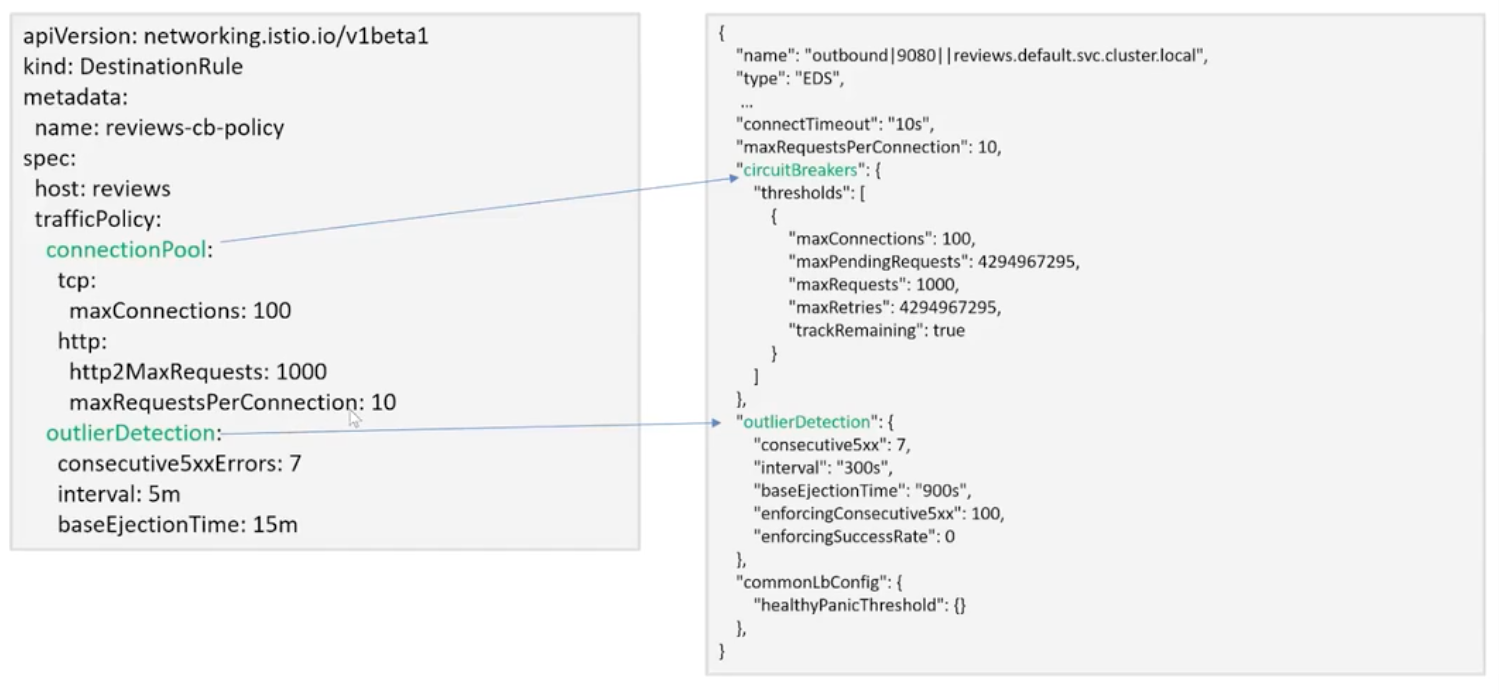 apiVersion: networking.istio.io/v1beta1
kind: DestinationRule
metadata:
  name: reviews-cb-policy
spec:
  host: reviews
  trafficPolicy:
    connectionPool:
      tcp:
        maxConnections: 100
      http:
        http2MaxRequests: 1000
        maxRequestsPerConnection: 10
    outlierDetection:
      consecutive5xxErrors: 7
      interval: 5m
      baseEjectionTime: 15m
{
  "name": "outbound|9080||reviews.default.svc.cluster.local",
  "type": "EDS",
  ...
  "connectTimeout": "10s",
  "maxRequestsPerConnection": 10,
  "circuitBreakers": {
    "thresholds": [
      {
        "maxConnections": 100,
        "maxPendingRequests": 4294967295,
        "maxRequests": 1000,
        "maxRetries": 4294967295,
        "trackRemaining": true
      }
    ]
  },
  "outlierDetection": {
    "consecutive5xx": 7,
    "interval": "300s",
    "baseEjectionTime": "900s",
    "enforcingConsecutive5xx": 100,
    "enforcingSuccessRate": 0
  },
  "commonLbConfig": {
    "healthyPanicThreshold": {}
  },
}